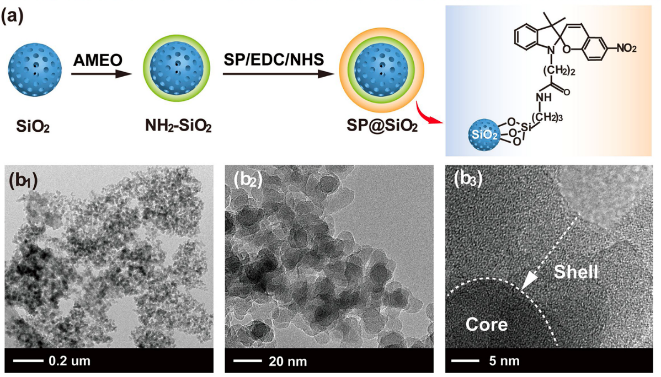 (a)
AMEO
SP/EDC/NHS
SiO₂
NH₂-SiO₂
SP@SiO₂
N
O
NO₂
(CH₂)₂
O
NH
(CH₂)₃
SiO₂
O
O
O
Si
(b₁)
0.2 um
(b₂)
20 nm
(b₃)
Shell
Core
5 nm